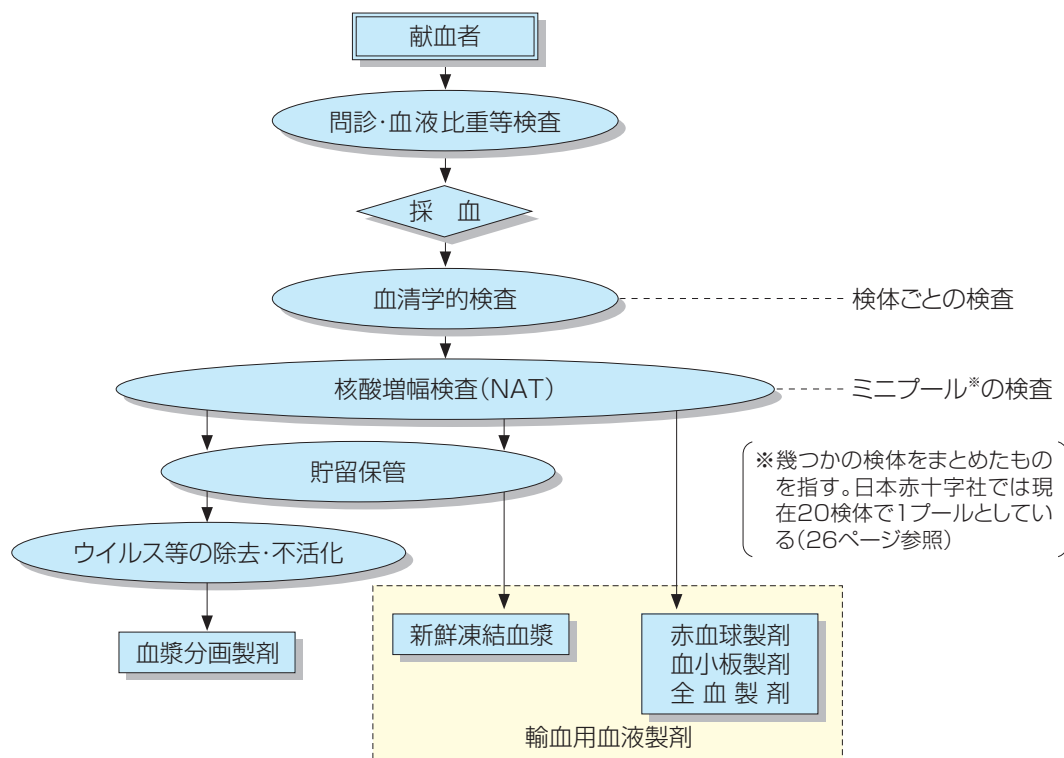 献血者
問診・血液比重等検査
採　血
血清学的検査
検体ごとの検査
核酸増幅検査(NAT)
ミニプール※の検査
※幾つかの検体をまとめたもの
を指す。日本赤十字社では現
在20検体で1プールとしてい
る(26ページ参照)
貯留保管
ウイルス等の除去・不活化
血漿分画製剤
新鮮凍結血漿
赤血球製剤
血小板製剤
全 血 製 剤
輸血用血液製剤